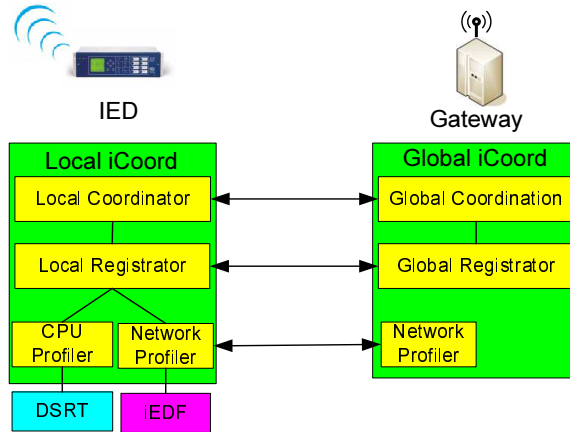 IED
Gateway
Local iCoord
Global iCoord
Local Coordinator
Global Coordination
Local Registrator
Global Registrator
CPU
Profiler
Network
Profiler
Network
Profiler
DSRT
iEDF